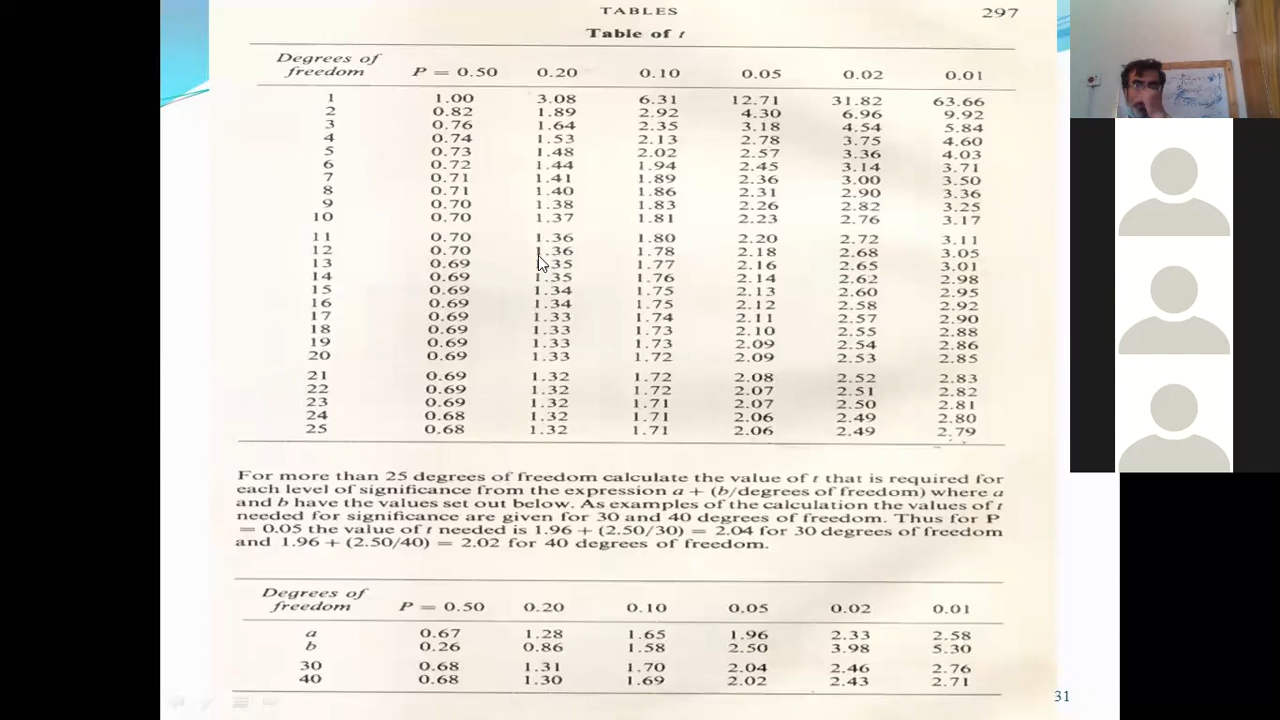 TABLES 297
Table of t
Degrees of freedom P = 0.50 0.20 0.10 0.05 0.02 0.01
1 1.00 3.08 6.31 12.71 31.82 63.66
2 0.82 1.89 2.92 4.30 6.96 9.92
3 0.76 1.64 2.35 3.18 4.54 5.84
4 0.74 1.53 2.13 2.78 3.75 4.60
5 0.73 1.48 2.02 2.57 3.36 4.03
6 0.72 1.44 1.94 2.45 3.14 3.71
7 0.71 1.41 1.89 2.36 3.00 3.50
8 0.71 1.40 1.86 2.31 2.90 3.36
9 0.70 1.38 1.83 2.26 2.82 3.25
10 0.70 1.37 1.81 2.23 2.76 3.17
11 0.70 1.36 1.80 2.20 2.72 3.11
12 0.70 1.36 1.78 2.18 2.68 3.05
13 0.69 1.35 1.77 2.16 2.65 3.01
14 0.69 1.35 1.76 2.14 2.62 2.98
15 0.69 1.34 1.75 2.13 2.60 2.95
16 0.69 1.34 1.75 2.12 2.58 2.92
17 0.69 1.33 1.74 2.11 2.57 2.90
18 0.69 1.33 1.73 2.10 2.55 2.88
19 0.69 1.33 1.73 2.09 2.54 2.86
20 0.69 1.33 1.72 2.09 2.53 2.85
21 0.69 1.32 1.72 2.08 2.52 2.83
22 0.69 1.32 1.72 2.07 2.51 2.82
23 0.69 1.32 1.71 2.07 2.50 2.81
24 0.68 1.32 1.71 2.06 2.49 2.80
25 0.68 1.32 1.71 2.06 2.49 2.79
For more than 25 degrees of freedom calculate the value of t that is required for
each level of significance from the expression a + (b/degrees of freedom) where a
and b have the values set out below. As examples of the calculation the values of t
needed for significance are given for 30 and 40 degrees of freedom. Thus for P
= 0.05 the value of t needed is 1.96 + (2.50/30) = 2.04 for 30 degrees of freedom
and 1.96 + (2.50/40) = 2.02 for 40 degrees of freedom.
Degrees of freedom P = 0.50 0.20 0.10 0.05 0.02 0.01
a 0.67 1.28 1.65 1.96 2.33 2.58
b 0.26 0.86 1.58 2.50 3.98 5.30
30 0.68 1.31 1.70 2.04 2.46 2.76
40 0.68 1.30 1.69 2.02 2.43 2.71
31